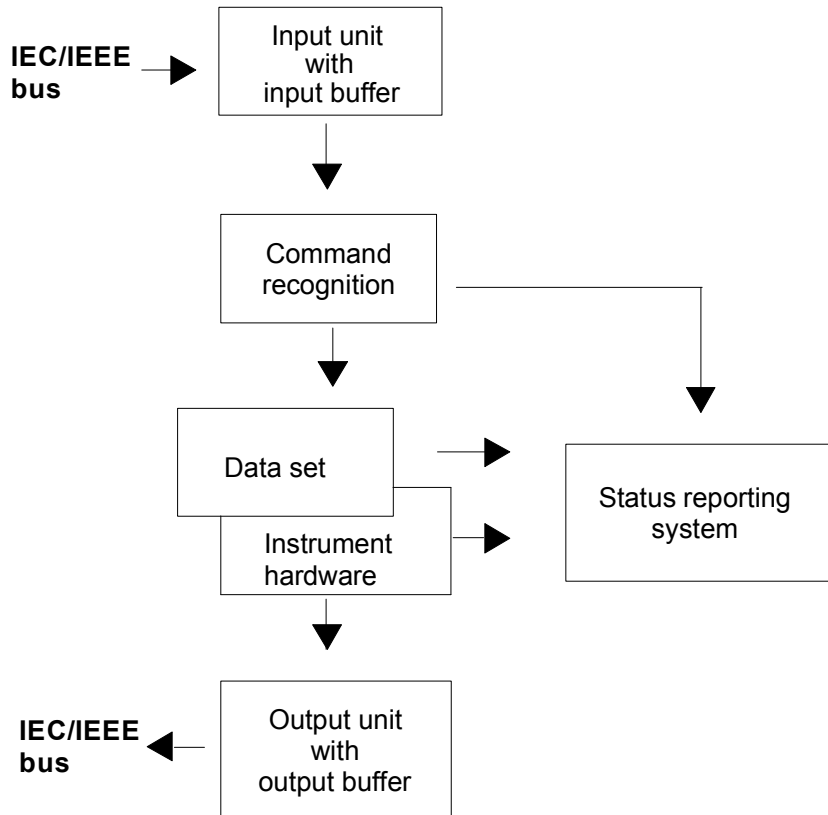 IEC/IEEE
bus
Input unit
with
input buffer
Command
recognition
Data set
Instrument
hardware
Status reporting
system
IEC/IEEE
bus
Output unit
with
output buffer